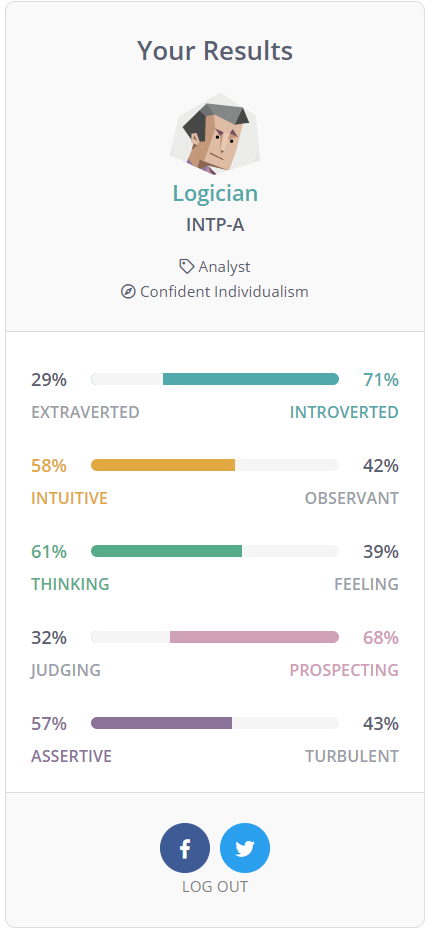 Your Results
Logician
INTP-A
Analyst
Confident Individualism
29% 71%
EXTRAVERTED INTROVERTED
58% 42%
INTUITIVE OBSERVANT
61% 39%
THINKING FEELING
32% 68%
JUDGING PROSPECTING
57% 43%
ASSERTIVE TURBULENT
LOG OUT